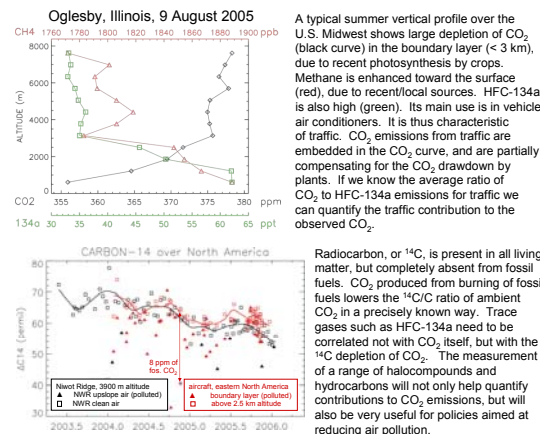 Oglesby, Illinois, 9 August 2005
CH4 1760 1780 1800 1820 1840 1860 1880 1900 ppb
8000
6000
4000
2000
0
ALTITUDE (m)
CO2 355 360 365 370 375 380 ppm
134a 30 35 40 45 50 55 60 65 ppt
A typical summer vertical profile over the
U.S. Midwest shows large depletion of CO2
(black curve) in the boundary layer (< 3 km),
due to recent photosynthesis by crops.
Methane is enhanced toward the surface
(red), due to recent/local sources. HFC-134a
is also high (green). Its main use is in vehicle
air conditioners. It is thus characteristic
of traffic. CO2 emissions from traffic are
embedded in the CO2 curve, and are partially
compensating for the CO2 drawdown by
plants. If we know the average ratio of
CO2 to HFC-134a emissions for traffic we
can quantify the traffic contribution to the
observed CO2.
CARBON-14 over North America
80
70
60
50
40
30
ΔC14 (permil)
8 ppm of
fos. CO2
Niwot Ridge, 3900 m altitude
NWR upslope air (polluted)
NWR clean air
aircraft, eastern North America
boundary layer (polluted)
above 2.5 km altitude
2003.5 2004.0 2004.5 2005.0 2005.5 2006.0
Radiocarbon, or 14C, is present in all living
matter, but completely absent from fossil
fuels. CO2 produced from burning of fossil
fuels lowers the 14C/C ratio of ambient
CO2 in a precisely known way. Trace
gases such as HFC-134a need to be
correlated not with CO2 itself, but with the
14C depletion of CO2. The measurement
of a range of halocompounds and
hydrocarbons will not only help quantify
contributions to CO2 emissions, but will
also be very useful for policies aimed at
reducing air pollution.